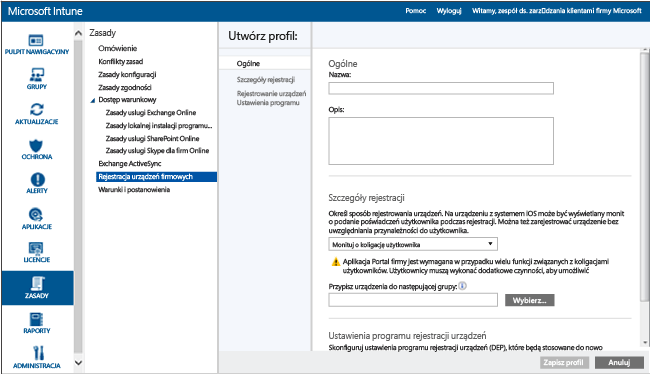 Microsoft Intune
Pomoc
Wyloguj
Witamy, zespół ds. zarządzania klientami firmy Microsoft
PULPIT NAWIGACYJNY
GRUPY
AKTUALIZACJE
OCHRONA
ALERTY
APLIKACJE
LICENCJE
ZASADY
RAPORTY
ADMINISTRACJA
Zasady
Omówienie
Konflikty zasad
Zasady konfiguracji
Zasady zgodności
Dostęp warunkowy
Zasady usługi Exchange Online
Zasady lokalnej instalacji programu...
Zasady usługi SharePoint Online
Zasady usługi Skype dla firm Online
Exchange ActiveSync
Rejestracja urządzeń firmowych
Warunki i postanowienia
Utwórz profil:
Ogólne
Szczegóły rejestracji
Rejestrowanie urządzeń
Ustawienia programu
Ogólne
Nazwa:
Opis:
Szczegóły rejestracji
Określ sposób rejestrowania urządzeń. Na urządzeniu z systemem iOS może być wyświetlany monit
o podanie poświadczeń użytkownika podczas rejestracji. Można też zarejestrować urządzenie bez
uwzględniania przynależności do użytkownika.
Monituj o koligację użytkownika
Aplikacja Portal firmy jest wymagana w przypadku wielu funkcji związanych z koligacjami
użytkowników. Użytkownicy muszą wykonać dodatkowe czynności, aby umożliwić
Przypisz urządzenia do następującej grupy:
Wybierz...
Ustawienia programu rejestracji urządzeń
Skonfiguruj ustawienia programu rejestracji urządzeń (DEP), które będą stosowane do nowo
Zapisz profil
Anuluj